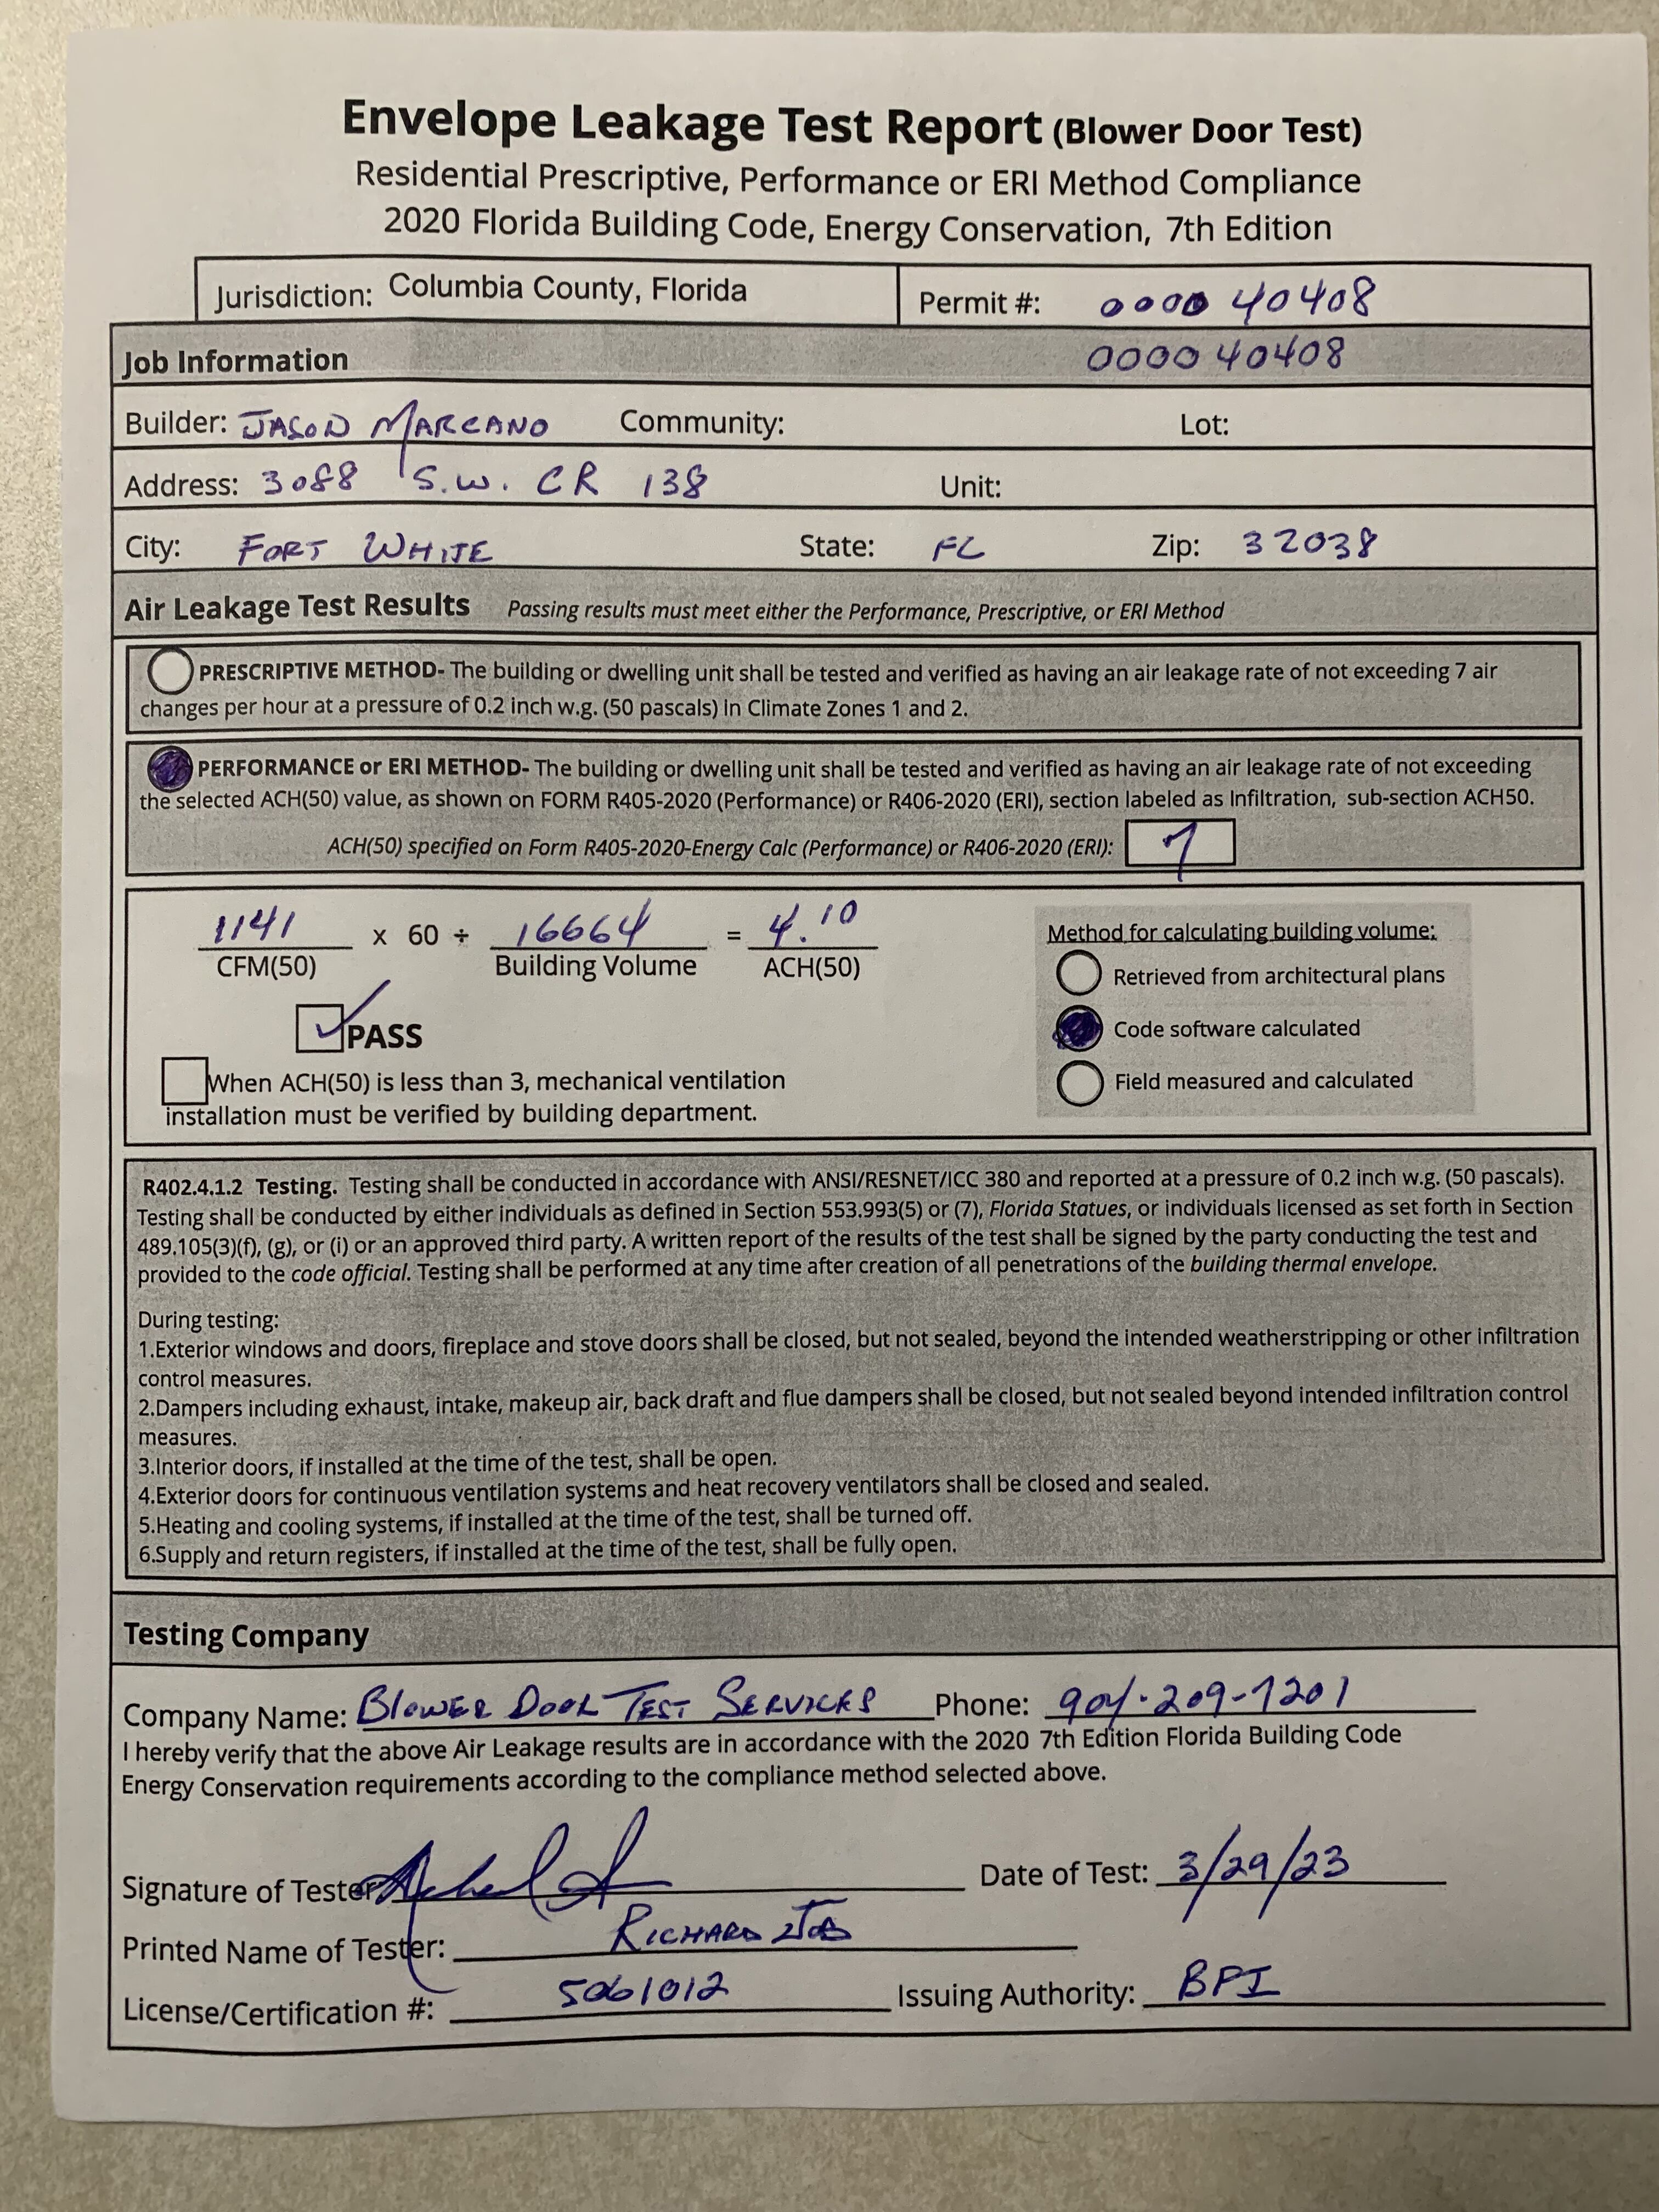 Envelope Leakage Test Report (Blower Door Test)
Residential Prescriptive, Performance or ERI Method Compliance
2020 Florida Building Code, Energy Conservation, 7th Edition
Jurisdiction: Columbia County, Florida Permit #: 0000 40408
Job Information 0000 40408
Builder: JASON MARCANO Community: Lot:
Address: 3088 S.W. CR 138 Unit:
City: FORT WHITE State: FL Zip: 32038
Air Leakage Test Results Passing results must meet either the Performance, Prescriptive, or ERI Method
PRESCRIPTIVE METHOD- The building or dwelling unit shall be tested and verified as having an air leakage rate of not exceeding 7 air
changes per hour at a pressure of 0.2 inch w.g. (50 pascals) in Climate Zones 1 and 2.
PERFORMANCE or ERI METHOD- The building or dwelling unit shall be tested and verified as having an air leakage rate of not exceeding
the selected ACH(50) value, as shown on FORM R405-2020 (Performance) or R406-2020 (ERI), section labeled as Infiltration, sub-section ACH50.
ACH(50) specified on Form R405-2020-Energy Calc (Performance) or R406-2020 (ERI): 7
1141 x 60 ÷ 16664 = 4.10
CFM(50) Building Volume ACH(50)
PASS
When ACH(50) is less than 3, mechanical ventilation
installation must be verified by building department.
Method for calculating building volume:
Retrieved from architectural plans
Code software calculated
Field measured and calculated
R402.4.1.2 Testing. Testing shall be conducted in accordance with ANSI/RESNET/ICC 380 and reported at a pressure of 0.2 inch w.g. (50 pascals).
Testing shall be conducted by either individuals as defined in Section 553.993(5) or (7), Florida Statues, or individuals licensed as set forth in Section
489.105(3)(f), (g), or (i) or an approved third party. A written report of the results of the test shall be signed by the party conducting the test and
provided to the code official. Testing shall be performed at any time after creation of all penetrations of the building thermal envelope.
During testing:
1.Exterior windows and doors, fireplace and stove doors shall be closed, but not sealed, beyond the intended weatherstripping or other infiltration
control measures.
2.Dampers including exhaust, intake, makeup air, back draft and flue dampers shall be closed, but not sealed beyond intended infiltration control
measures.
3.Interior doors, if installed at the time of the test, shall be open.
4.Exterior doors for continuous ventilation systems and heat recovery ventilators shall be closed and sealed.
5.Heating and cooling systems, if installed at the time of the test, shall be turned off.
6.Supply and return registers, if installed at the time of the test, shall be fully open.
Testing Company
Company Name: BLOWER DOOR TEST SERVICES Phone: 904-209-7201
I hereby verify that the above Air Leakage results are in accordance with the 2020 7th Edition Florida Building Code
Energy Conservation requirements according to the compliance method selected above.
Signature of Tester Date of Test: 3/29/23
Printed Name of Tester: RICHARD
License/Certification #: 5061012 Issuing Authority: BPI